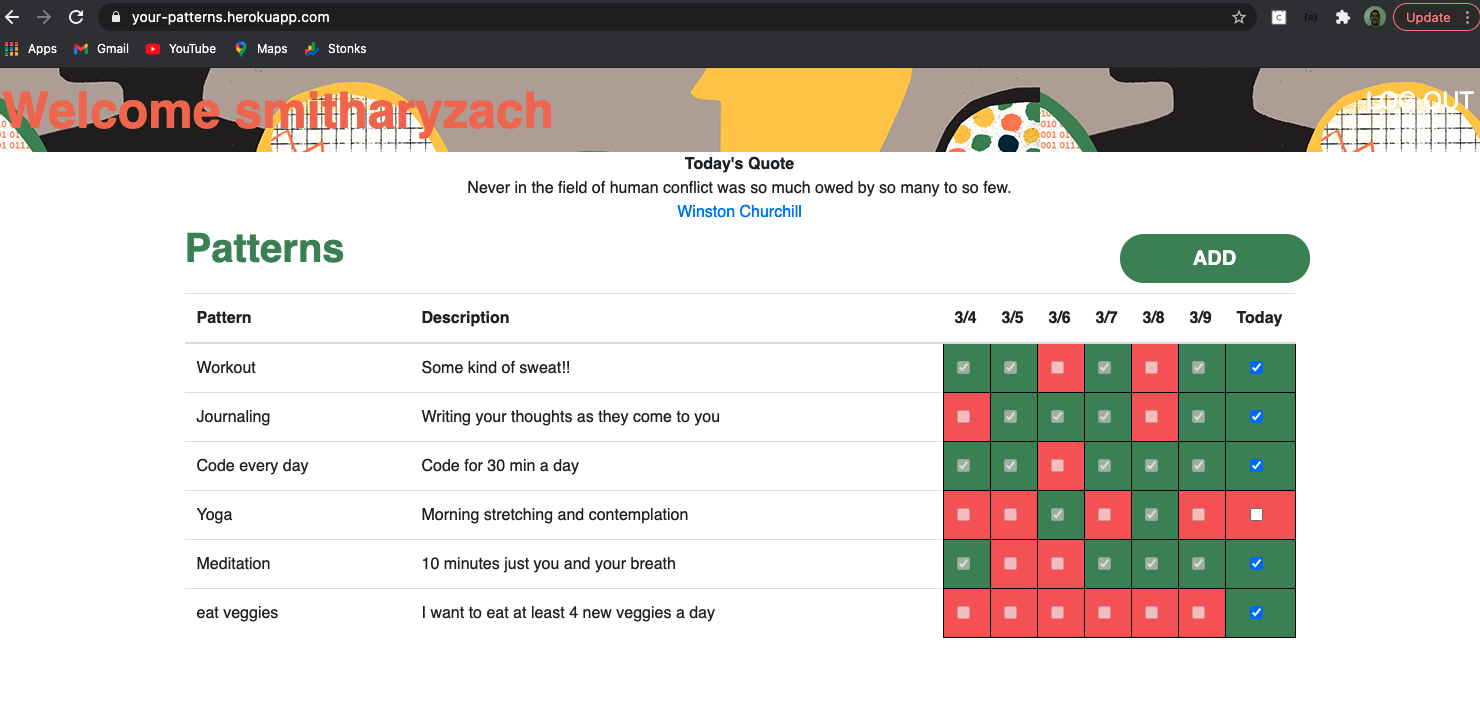 your-patterns.herokuapp.com
Update
Apps Gmail YouTube Maps Stonks
Welcome smitharyzach
LOG OUT
Today's Quote
Never in the field of human conflict was so much owed by so many to so few.
Winston Churchill
Patterns
ADD
Pattern Description 3/4 3/5 3/6 3/7 3/8 3/9 Today
Workout Some kind of sweat!!
Journaling Writing your thoughts as they come to you
Code every day Code for 30 min a day
Yoga Morning stretching and contemplation
Meditation 10 minutes just you and your breath
eat veggies I want to eat at least 4 new veggies a day